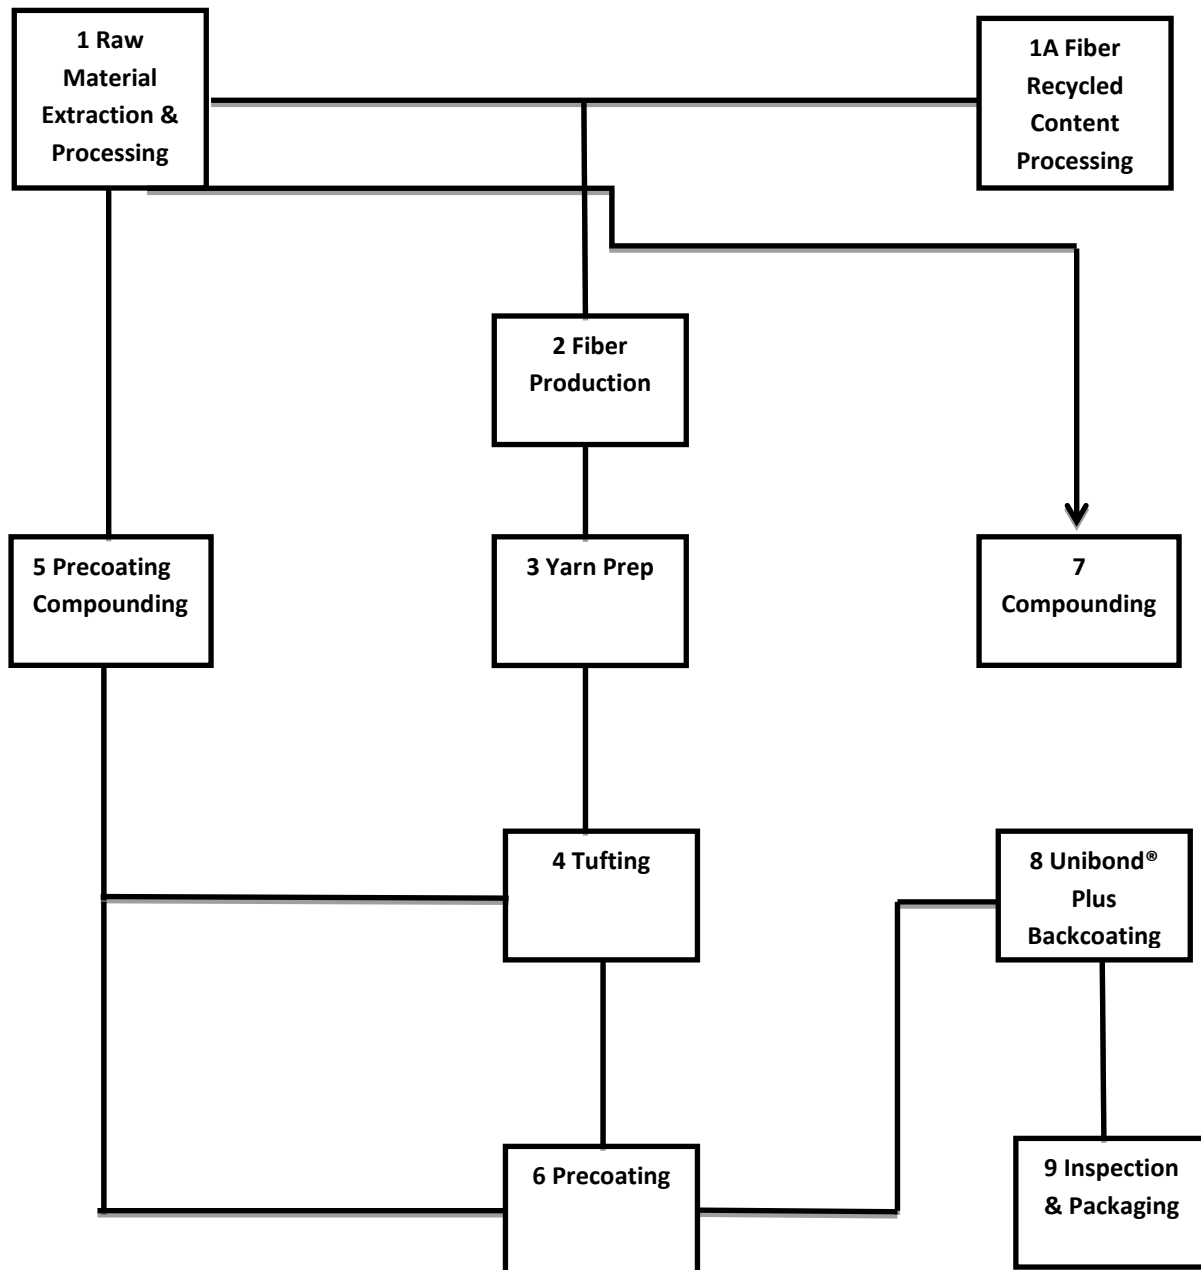 1 Raw
Material
Extraction &
Processing
1A Fiber
Recycled
Content
Processing
2 Fiber
Production
5 Precoating
Compounding
3 Yarn Prep
7
Compounding
4 Tufting
8 Unibond®
Plus
Backcoating
6 Precoating
9 Inspection
& Packaging